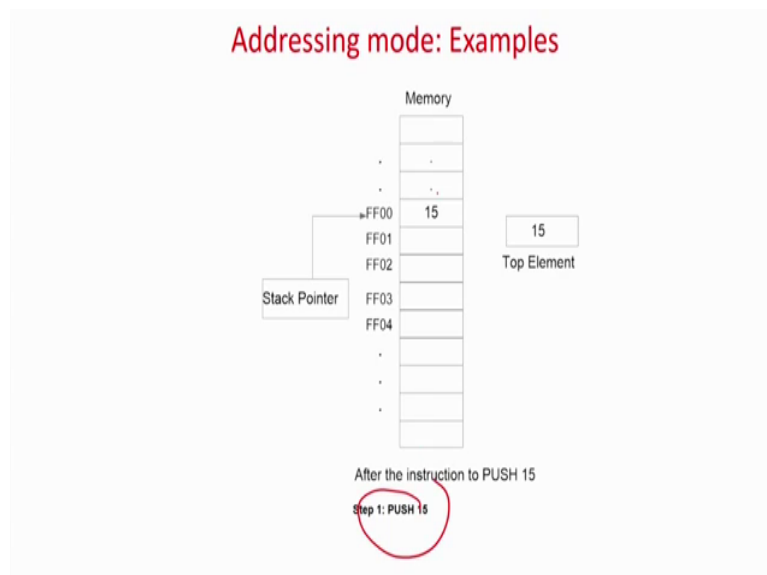 Addressing mode: Examples
Memory
FF00 15
FF01
FF02
FF03
FF04
15
Top Element
Stack Pointer
After the instruction to PUSH 15
Step 1: PUSH 15